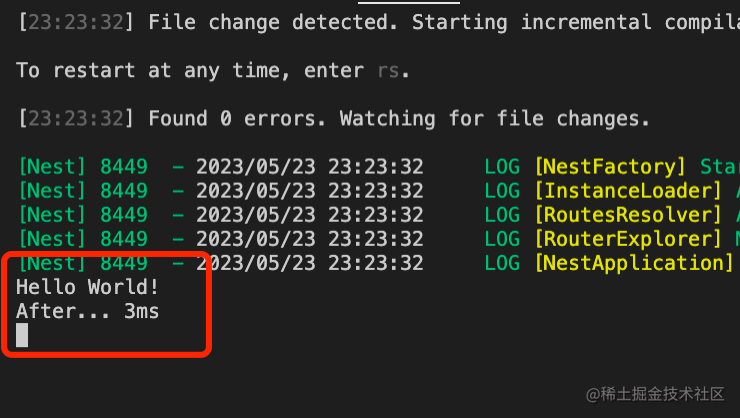 [23:23:32] File change detected. Starting incremental
To restart at any time, enter rs.
[23:23:32] Found 0 errors. Watching for file changes.
[Nest] 8449 - 2023/05/23 23:23:32 LOG [NestFactory]
[Nest] 8449 - 2023/05/23 23:23:32 LOG [InstanceLoader]
[Nest] 8449 - 2023/05/23 23:23:32 LOG [RoutesResolver]
[Nest] 8449 - 2023/05/23 23:23:32 LOG [RouterExplorer]
[Nest] 8449 - 2023/05/23 23:23:32 LOG [NestApplication]
Hello World!
After... 3ms
@稀土掘金技术社区